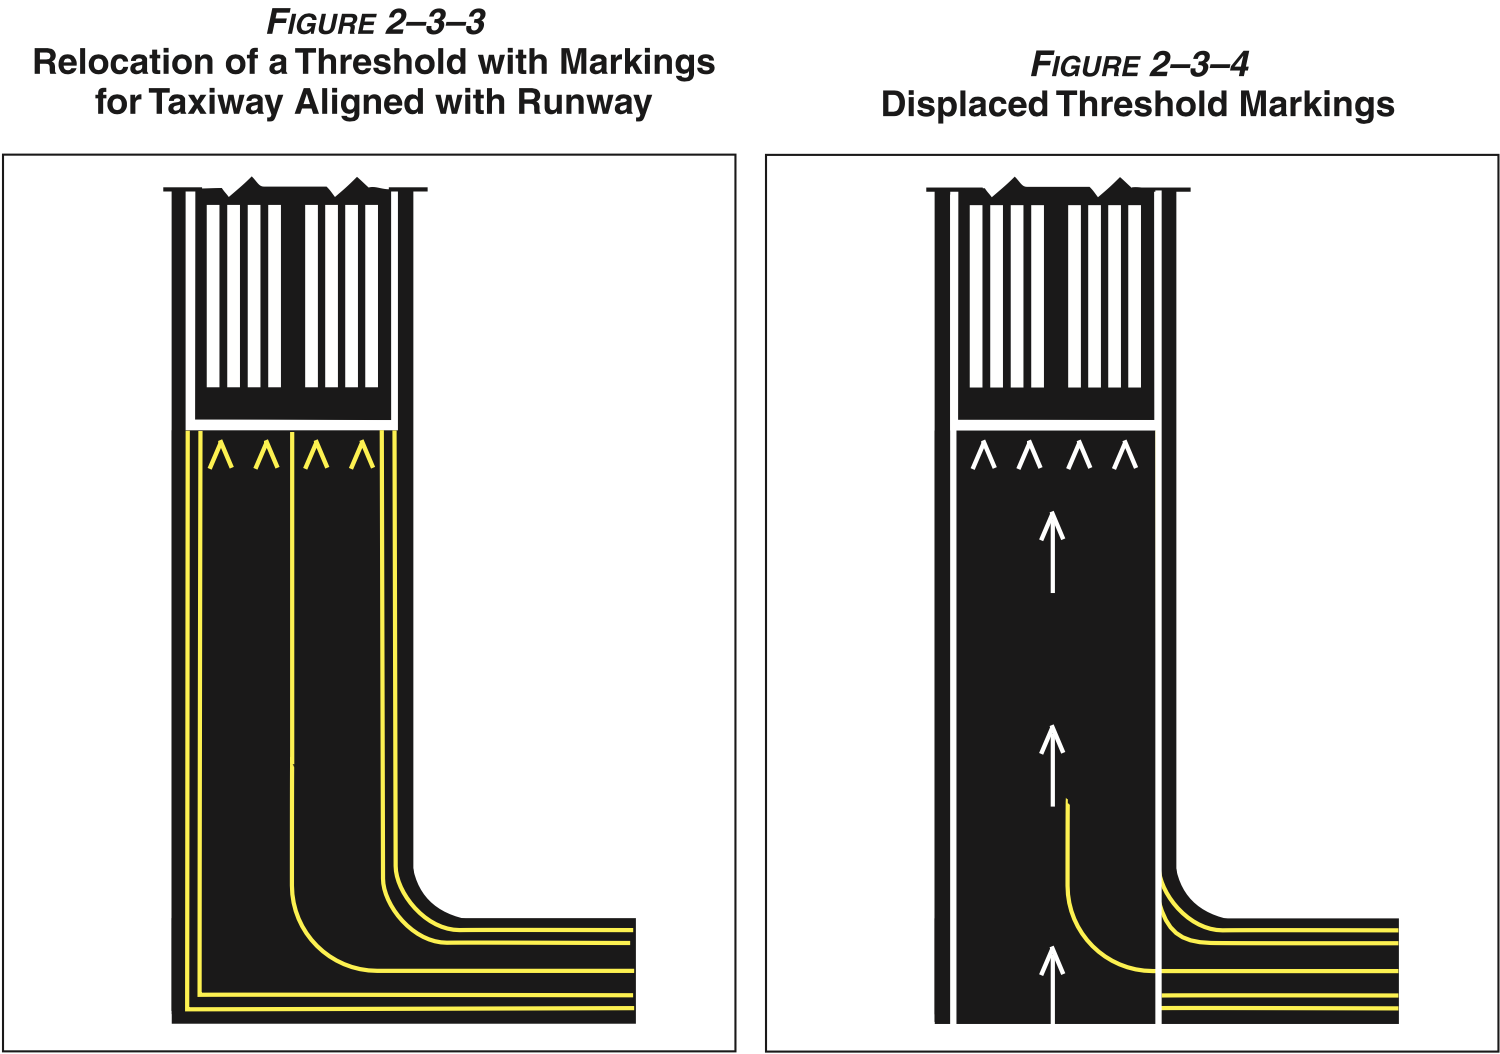 FIGURE 2–3–3
Relocation of a Threshold with Markings
for Taxiway Aligned with Runway
FIGURE 2–3–4
Displaced Threshold Markings